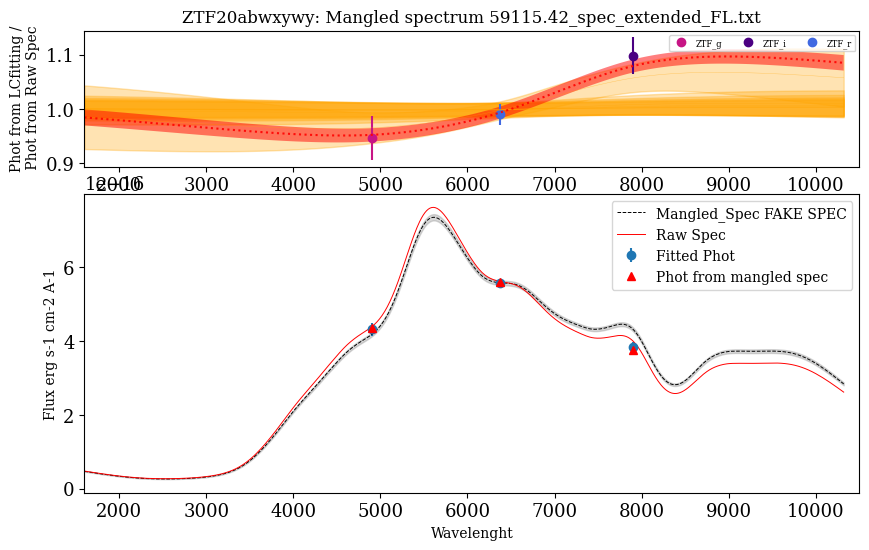 ZTF20abwxywy: Mangled spectrum 59115.42_spec_extended_FL.txt
Phot from LCfitting /
Phot from Raw Spec
1.1
1.0
0.9
ZTF_g ZTF_i ZTF_r
2000 3000 4000 5000 6000 7000 8000 9000 10000
1e−16
6
4
2
0
Flux erg s-1 cm-2 A-1
Mangled_Spec FAKE SPEC
Raw Spec
Fitted Phot
Phot from mangled spec
2000 3000 4000 5000 6000 7000 8000 9000 10000
Wavelenght